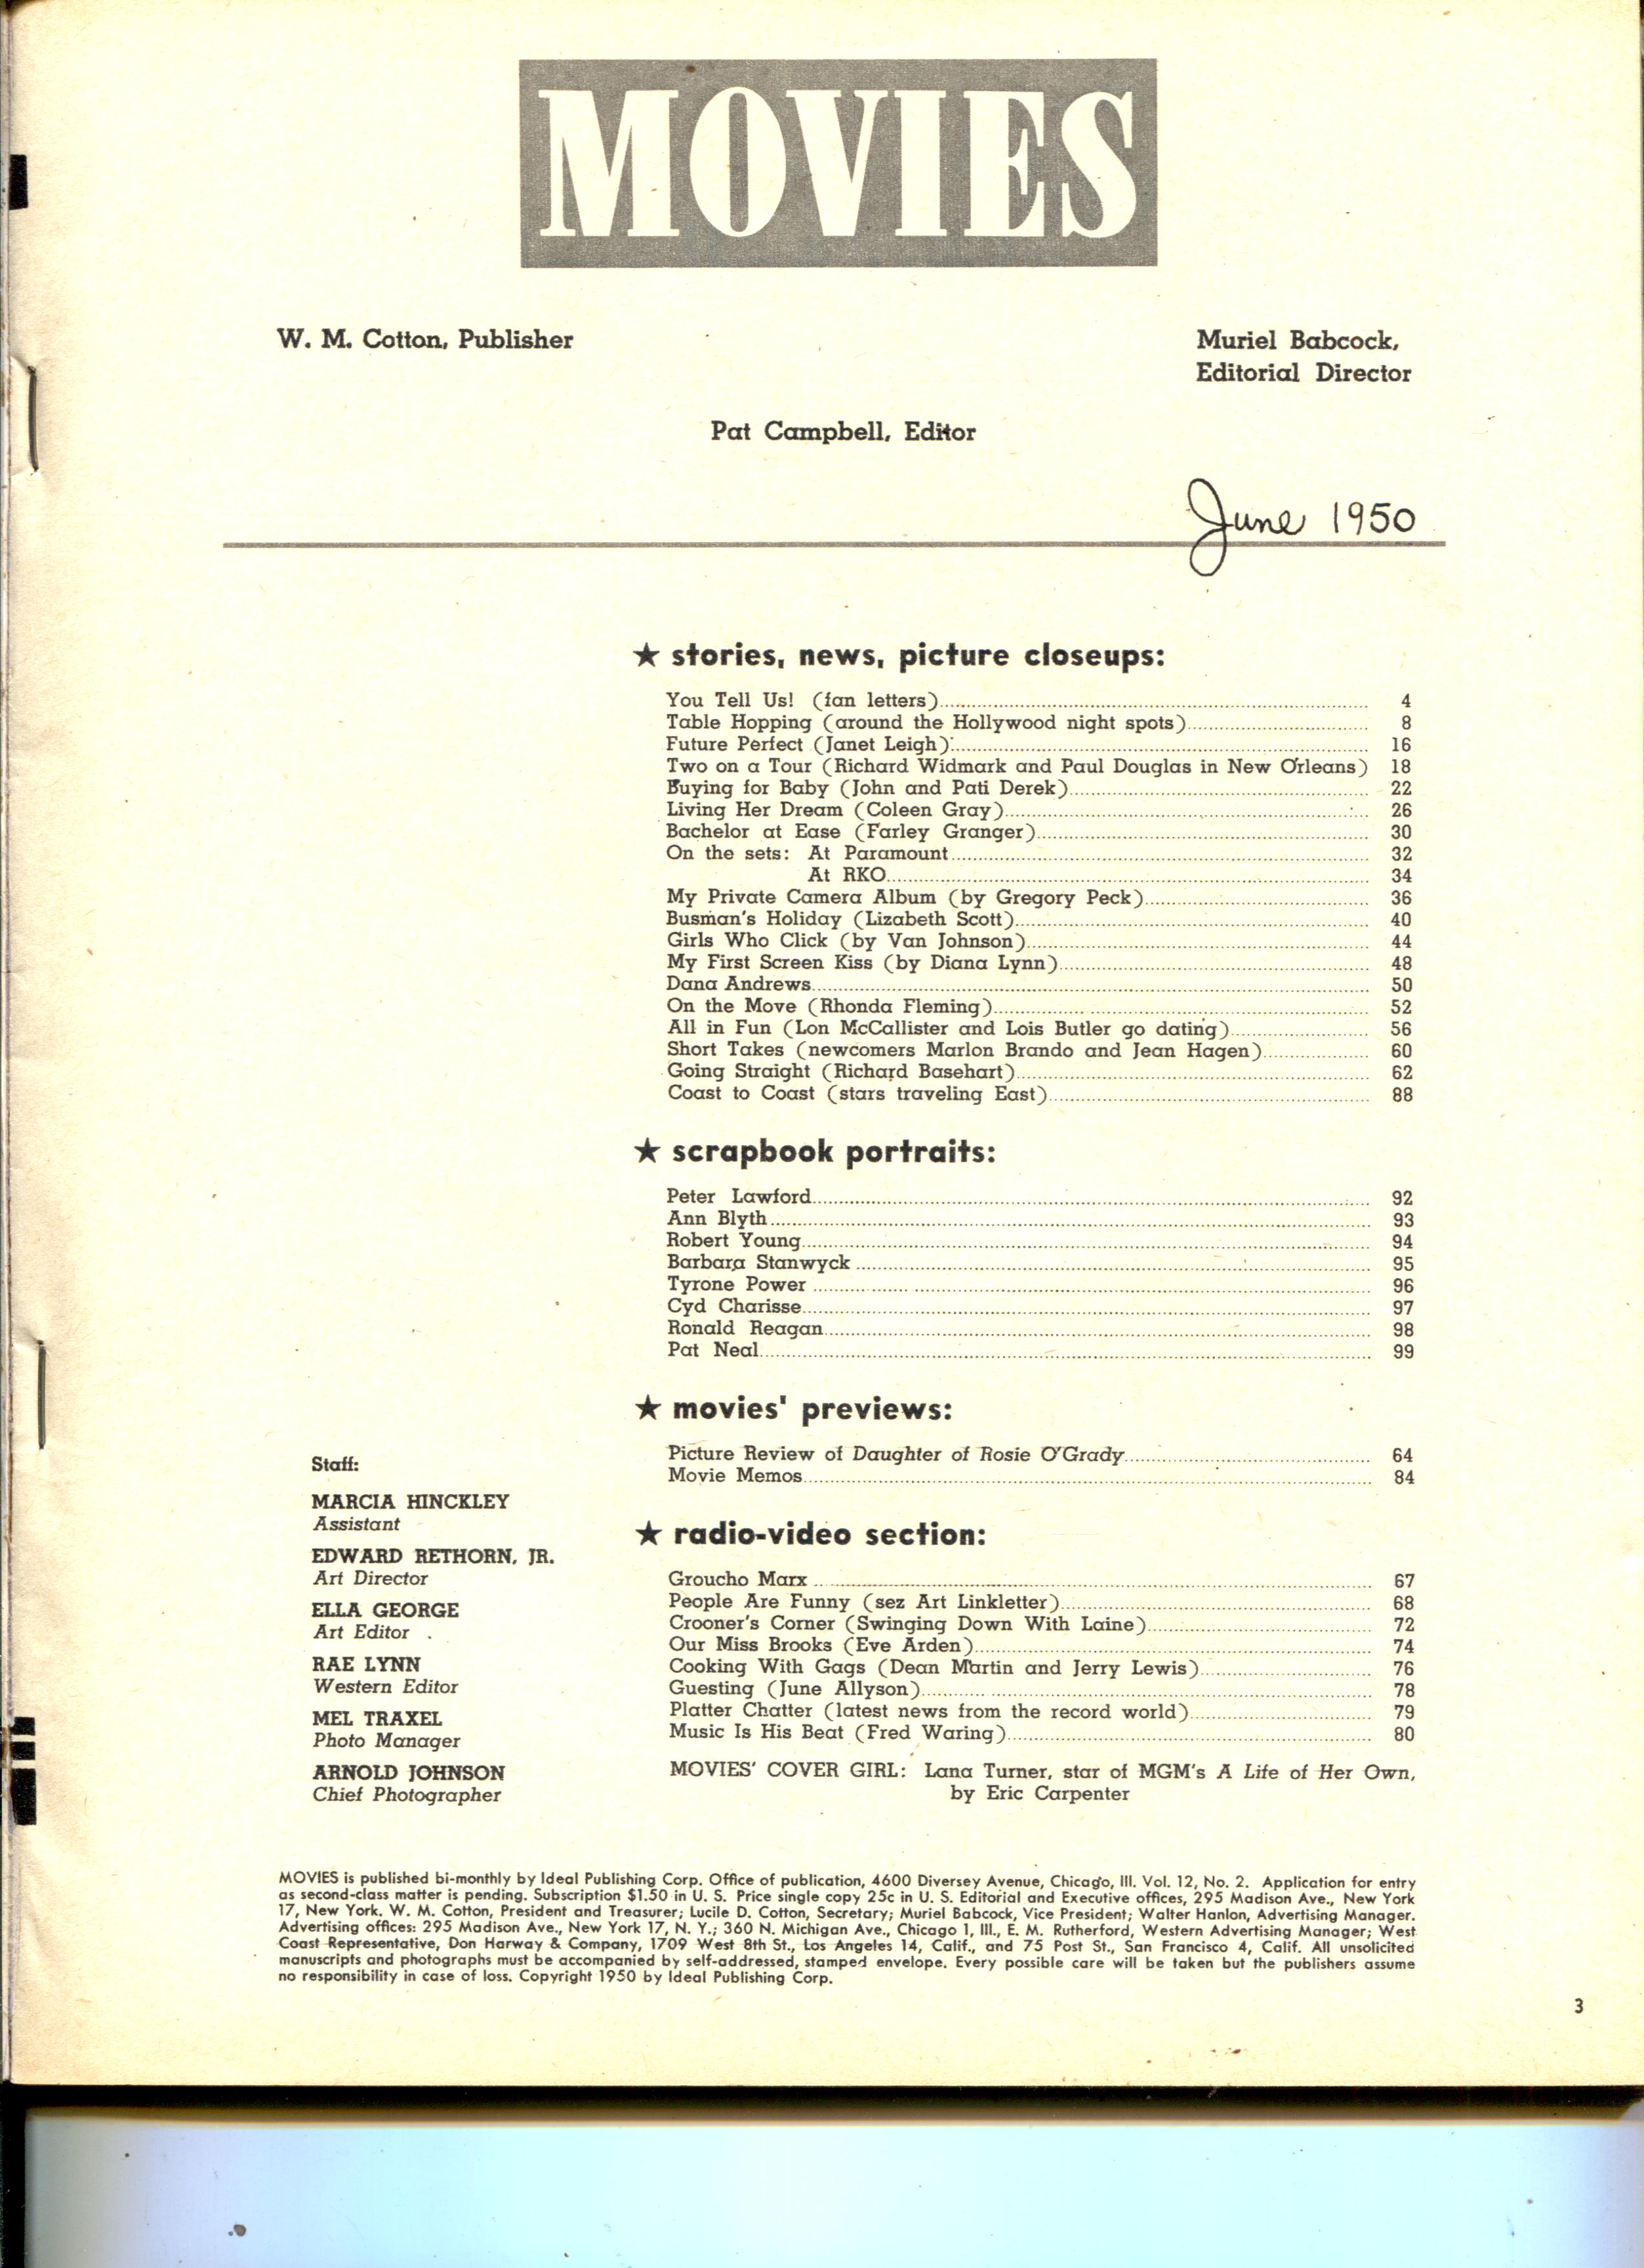 MOVIES
W. M. Cotton, Publisher
Muriel Babcock,
Editorial Director
Pat Campbell, Editor
June 1950
★ stories, news, picture closeups:
You Tell Us! (fan letters) 4
Table Hopping (around the Hollywood night spots) 8
Future Perfect (Janet Leigh) 16
Two on a Tour (Richard Widmark and Paul Douglas in New Orleans) 18
Buying for Baby (John and Pati Derek) 22
Living Her Dream (Coleen Gray) 26
Bachelor at Ease (Farley Granger) 30
On the sets: At Paramount 32
At RKO 34
My Private Camera Album (by Gregory Peck) 36
Busman's Holiday (Lizabeth Scott) 40
Girls Who Click (by Van Johnson) 44
My First Screen Kiss (by Diana Lynn) 48
Dana Andrews 50
On the Move (Rhonda Fleming) 52
All in Fun (Lon McCallister and Lois Butler go dating) 56
Short Takes (newcomers Marlon Brando and Jean Hagen) 60
Going Straight (Richard Basehart) 62
Coast to Coast (stars traveling East) 88
★ scrapbook portraits:
Peter Lawford 92
Ann Blyth 93
Robert Young 94
Barbara Stanwyck 95
Tyrone Power 96
Cyd Charisse 97
Ronald Reagan 98
Pat Neal 99
★ movies' previews:
Picture Review of Daughter of Rosie O'Grady 64
Movie Memos 84
★ radio-video section:
Groucho Marx 67
People Are Funny (sez Art Linkletter) 68
Crooner's Corner (Swinging Down With Laine) 72
Our Miss Brooks (Eve Arden) 74
Cooking With Gags (Dean Martin and Jerry Lewis) 76
Guesting (June Allyson) 78
Platter Chatter (latest news from the record world) 79
Music Is His Beat (Fred Waring) 80
MOVIES' COVER GIRL: Lana Turner, star of MGM's A Life of Her Own,
by Eric Carpenter
Staff:
MARCIA HINCKLEY
Assistant
EDWARD RETHORN, JR.
Art Director
ELLA GEORGE
Art Editor
RAE LYNN
Western Editor
MEL TRAXEL
Photo Manager
ARNOLD JOHNSON
Chief Photographer
MOVIES is published bi-monthly by Ideal Publishing Corp. Office of publication, 4600 Diversey Avenue, Chicago, Ill. Vol. 12, No. 2. Application for entry
as second-class matter is pending. Subscription $1.50 in U. S. Price single copy 25c in U. S. Editorial and Executive offices, 295 Madison Ave., New York
17, New York. W. M. Cotton, President and Treasurer; Lucile D. Cotton, Secretary; Muriel Babcock, Vice President; Walter Hanlon, Advertising Manager.
Advertising offices: 295 Madison Ave., New York 17, N. Y.; 360 N. Michigan Ave., Chicago 1, Ill., E. M. Rutherford, Western Advertising Manager; West
Coast Representative, Don Harway & Company, 1709 West 8th St., Los Angeles 14, Calif., and 75 Post St., San Francisco 4, Calif. All unsolicited
manuscripts and photographs must be accompanied by self-addressed, stamped envelope. Every possible care will be taken but the publishers assume
no responsibility in case of loss. Copyright 1950 by Ideal Publishing Corp.
3